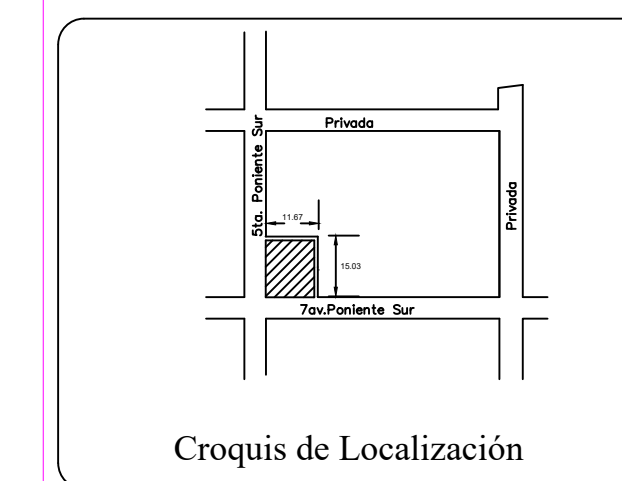 Privada
5ta. Poniente Sur
Privada
11.67
15.03
7av.Poniente Sur
Croquis de Localización